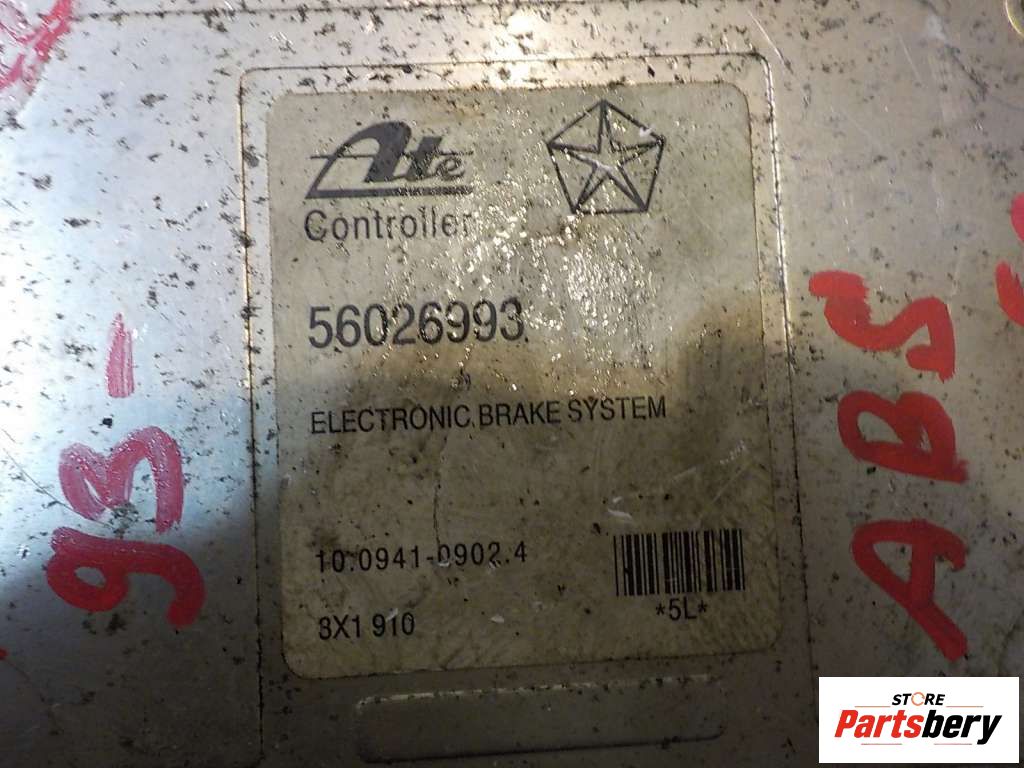 Ate
Controller
56026993
ELECTRONIC BRAKE SYSTEM
10.0941-0902.4
8X1 910
*5L*
93-
ABS
STORE
Partsbery